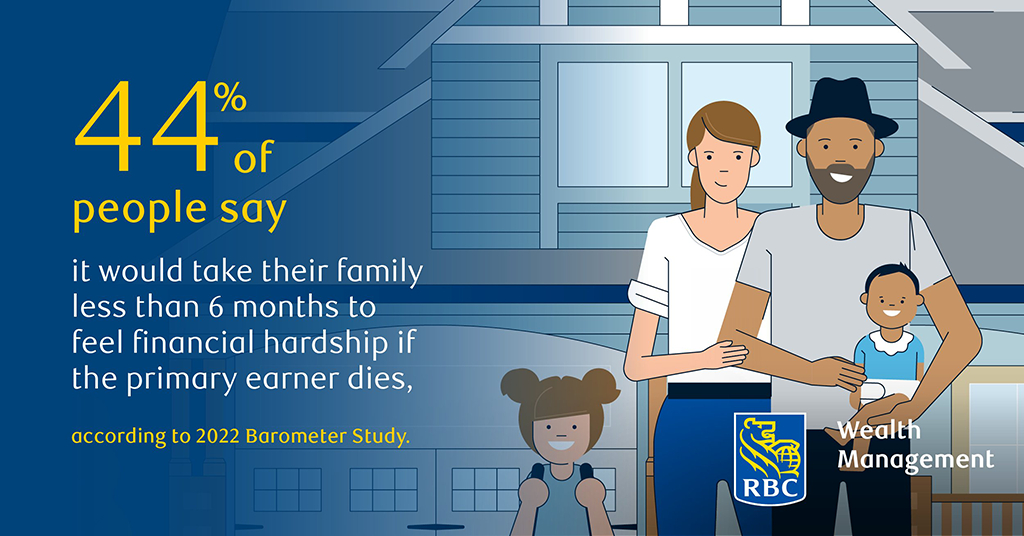 44% of
people say
it would take their family
less than 6 months to
feel financial hardship if
the primary earner dies,
according to 2022 Barometer Study.
RBC
Wealth
Management